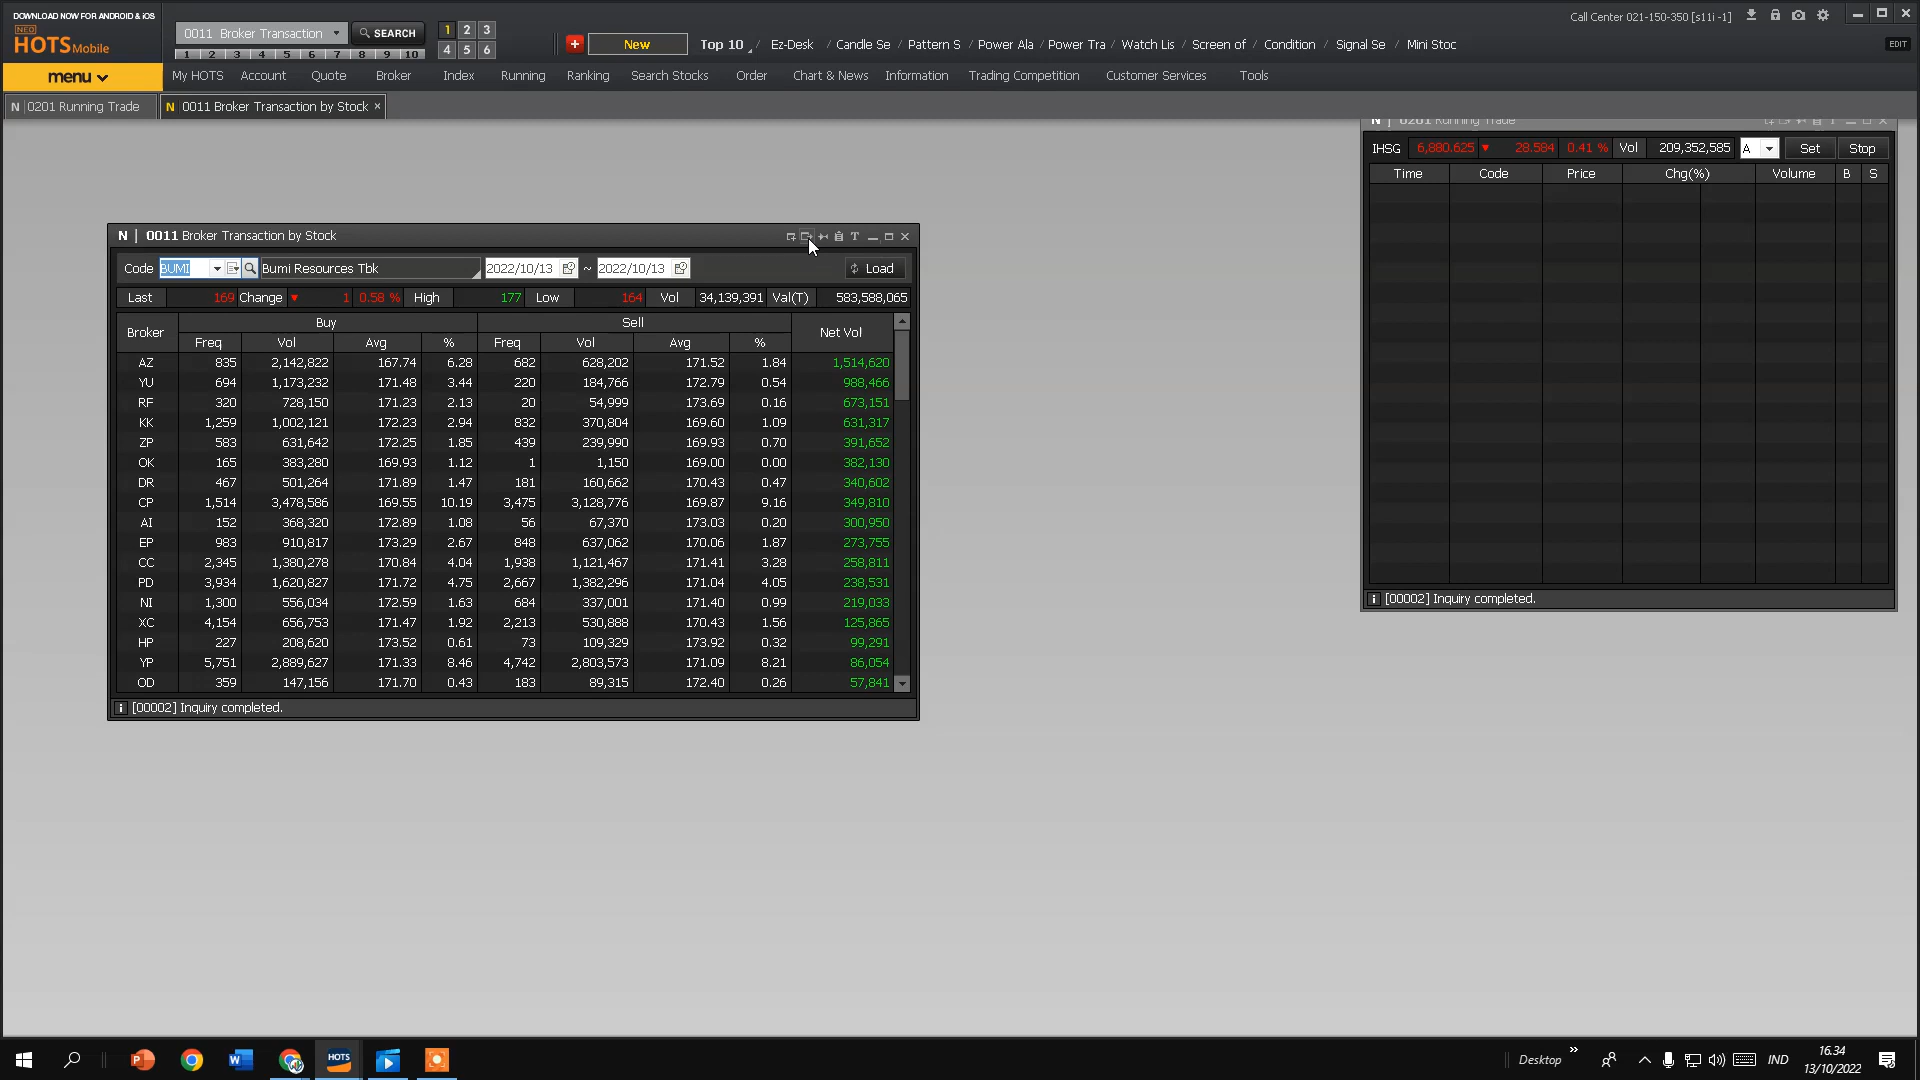 DOWNLOAD NOW FOR ANDROID & iOS
NEO
HOTS Mobile
0011 Broker Transaction
SEARCH
1 2 3 4 5 6 7 8 9 10
1 2 3
4 5 6
New
Top 10 / Ez-Desk / Candle Se / Pattern S / Power Ala / Power Tra / Watch Lis / Screen of / Condition / Signal Se / Mini Stoc
Call Center 021-150-350 [s11i -1]
EDIT
menu
My HOTS Account Quote Broker Index Running Ranking Search Stocks Order Chart & News Information Trading Competition Customer Services Tools
N 0201 Running Trade
N 0011 Broker Transaction by Stock ×
N | 0011 Broker Transaction by Stock
Code BUMI Bumi Resources Tbk 2022/10/13 ~ 2022/10/13 Load
Last 169 Change ▼ 1 0.58 % High 177 Low 164 Vol 34,139,391 Val(T) 583,588,065
Broker Buy Sell Net Vol
Freq Vol Avg % Freq Vol Avg %
AZ 835 2,142,822 167.74 6.28 682 628,202 171.52 1.84 1,514,620
YU 694 1,173,232 171.48 3.44 220 184,766 172.79 0.54 988,466
RF 320 728,150 171.23 2.13 20 54,999 173.69 0.16 673,151
KK 1,259 1,002,121 172.23 2.94 832 370,804 169.60 1.09 631,317
ZP 583 631,642 172.25 1.85 439 239,990 169.93 0.70 391,652
OK 165 383,280 169.93 1.12 1 1,150 169.00 0.00 382,130
DR 467 501,264 171.89 1.47 181 160,662 170.43 0.47 340,602
CP 1,514 3,478,586 169.55 10.19 3,475 3,128,776 169.87 9.16 349,810
AI 152 368,320 172.89 1.08 56 67,370 173.03 0.20 300,950
EP 983 910,817 173.29 2.67 848 637,062 170.06 1.87 273,755
CC 2,345 1,380,278 170.84 4.04 1,938 1,121,467 171.41 3.28 258,811
PD 3,934 1,620,827 171.72 4.75 2,667 1,382,296 171.04 4.05 238,531
NI 1,300 556,034 172.59 1.63 684 337,001 171.40 0.99 219,033
XC 4,154 656,753 171.47 1.92 2,213 530,888 170.43 1.56 125,865
HP 227 208,620 173.52 0.61 73 109,329 173.92 0.32 99,291
YP 5,751 2,889,627 171.33 8.46 4,742 2,803,573 171.09 8.21 86,054
OD 359 147,156 171.70 0.43 183 89,315 172.40 0.26 57,841
[00002] Inquiry completed.
N | 0201 Running Trade
IHSG 6,880.625 ▼ 28.584 0.41 % Vol 209,352,585 A Set Stop
Time Code Price Chg(%) Volume B S
[00002] Inquiry completed.
HOTS
Desktop
IND
16.34
13/10/2022